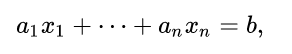 a₁x₁ + ⋯ + aₙxₙ = b,